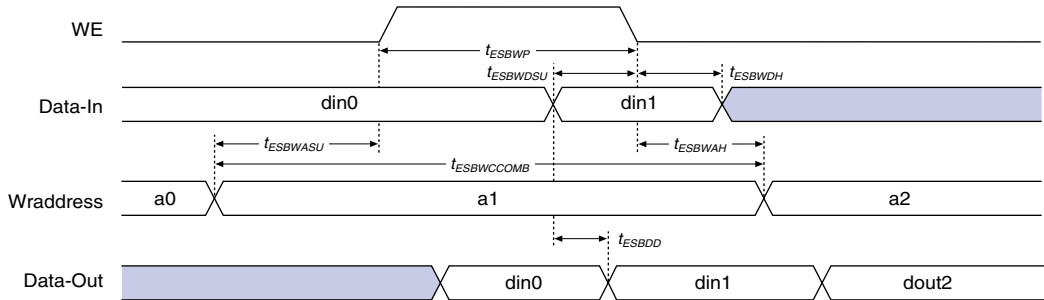 WE
tESBWP
tESBWDSU
tESBWDH
Data-In
din0
din1
tESBWASU
tESBWAH
tESBWCCOMB
Wraddress
a0
a1
a2
tESBDD
Data-Out
din0
din1
dout2